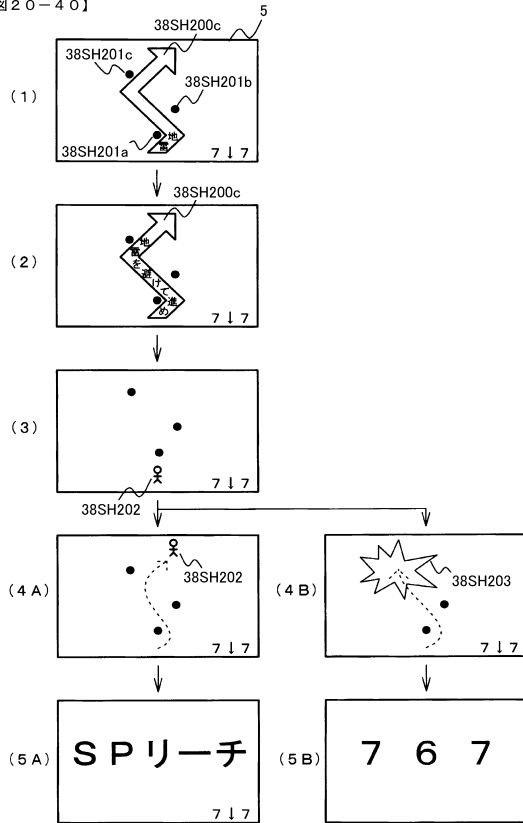 図20-40】
5
38SH200c
38SH201c
(1)
38SH201b
38SH201a
地
雷
7↓7
38SH200c
(2)
地
雷を避けて進め
7↓7
(3)
7↓7
38SH202
(4A)
38SH202
7↓7
(4B)
38SH203
7↓7
(5A)
SPリーチ
7↓7
(5B)
7 6 7